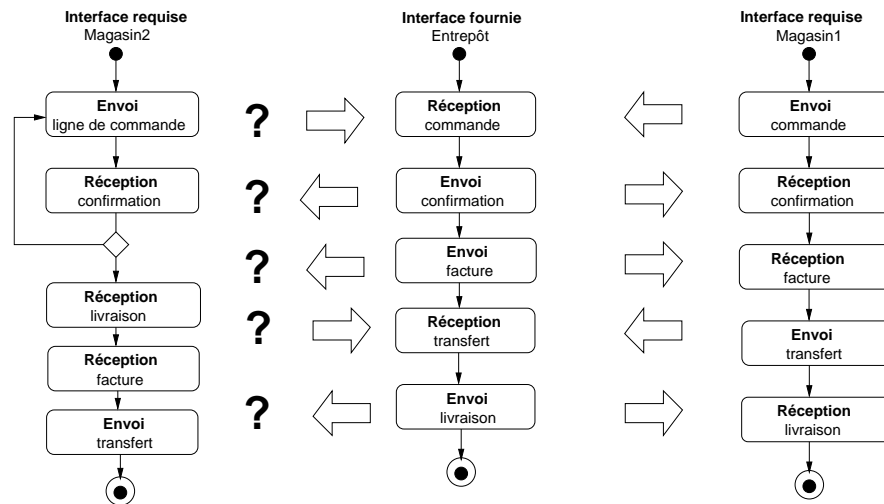 Interface requise
Magasin2
Interface fournie
Entrepôt
Interface requise
Magasin1
Envoi
ligne de commande
?
Réception
commande
Envoi
commande
Réception
confirmation
?
Envoi
confirmation
Réception
confirmation
?
Envoi
facture
Réception
facture
Réception
livraison
?
Réception
transfert
Envoi
transfert
Réception
facture
?
Envoi
livraison
Réception
livraison
Envoi
transfert